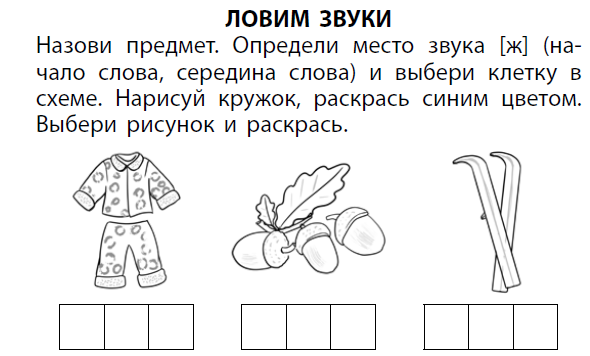 ЛОВИМ ЗВУКИ
Назови предмет. Определи место звука [ж] (на-
чало слова, середина слова) и выбери клетку в
схеме. Нарисуй кружок, раскрась синим цветом.
Выбери рисунок и раскрась.